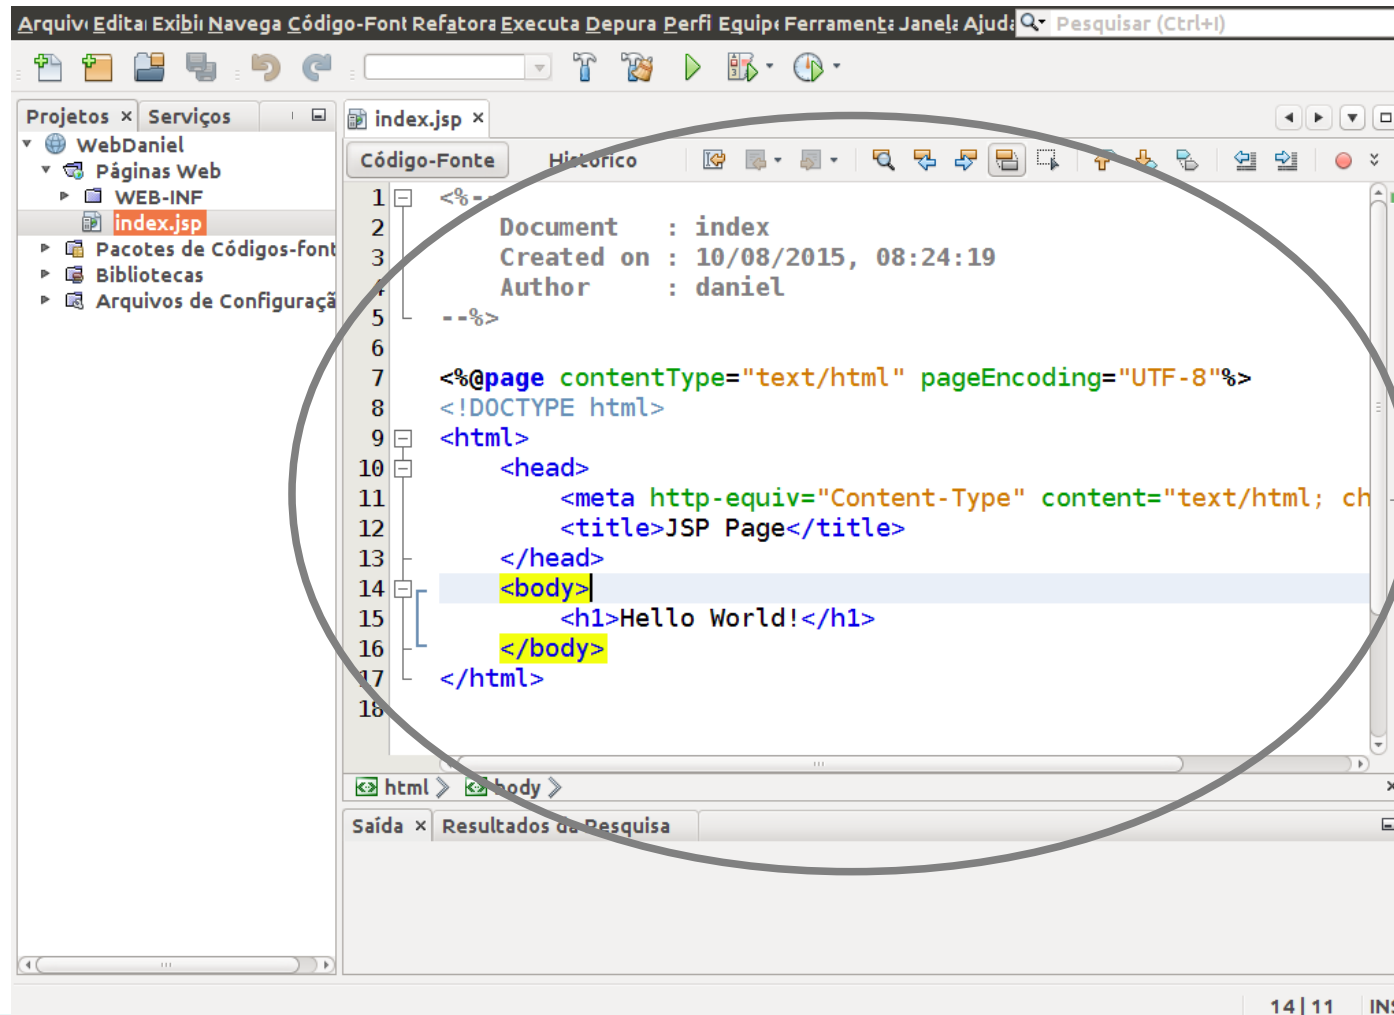 Arquiv Edita Exibi Navega Código-Font Refatora Executa Depura Perfi Equip Ferramenta Janela Ajuda Pesquisar (Ctrl+I)
Projetos × Serviços
index.jsp ×
WebDaniel
Páginas Web
WEB-INF
index.jsp
Pacotes de Códigos-font
Bibliotecas
Arquivos de Configuraçã
Código-Fonte Histórico
1 <%--
2 Document : index
3 Created on : 10/08/2015, 08:24:19
4 Author : daniel
5 --%>
6
7 <%@page contentType="text/html" pageEncoding="UTF-8"%>
8 <!DOCTYPE html>
9 <html>
10 <head>
11 <meta http-equiv="Content-Type" content="text/html; ch
12 <title>JSP Page</title>
13 </head>
14 <body>
15 <h1>Hello World!</h1>
16 </body>
17 </html>
18
html body
Saída × Resultados da Pesquisa
14|11 INS